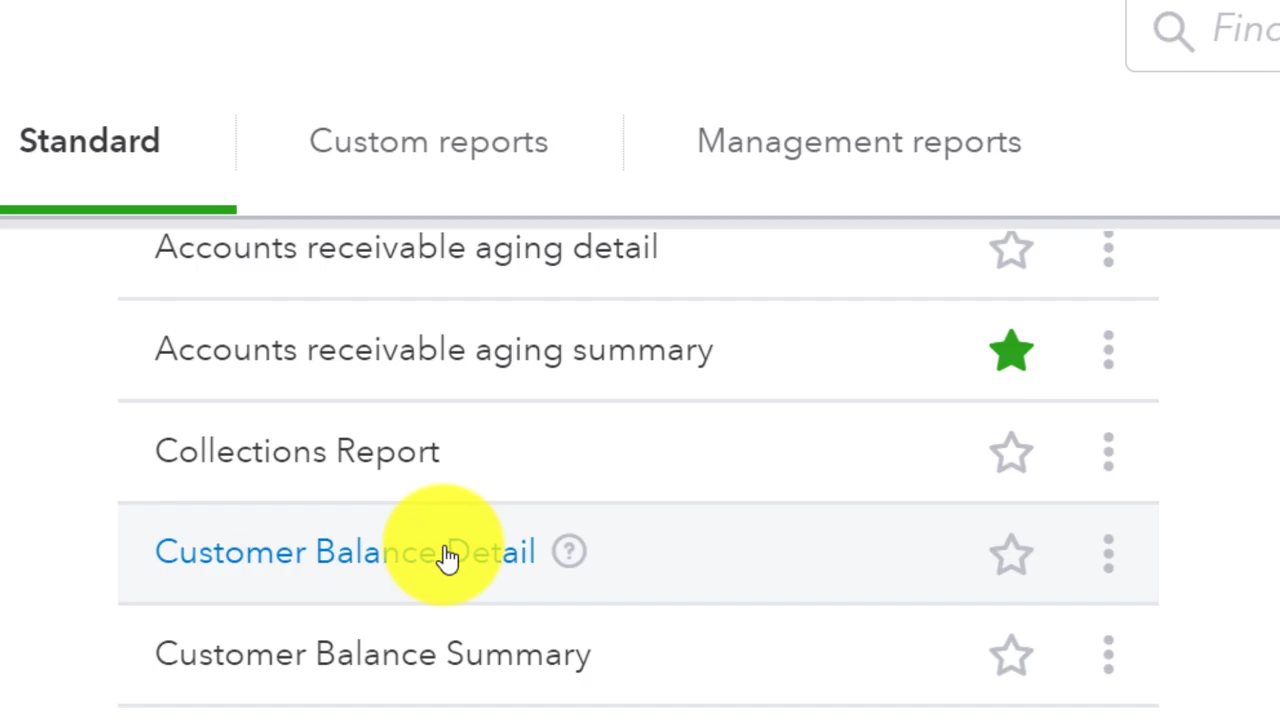 Standard
Custom reports
Management reports
Accounts receivable aging detail
Accounts receivable aging summary
Collections Report
Customer Balance Detail ?
Customer Balance Summary